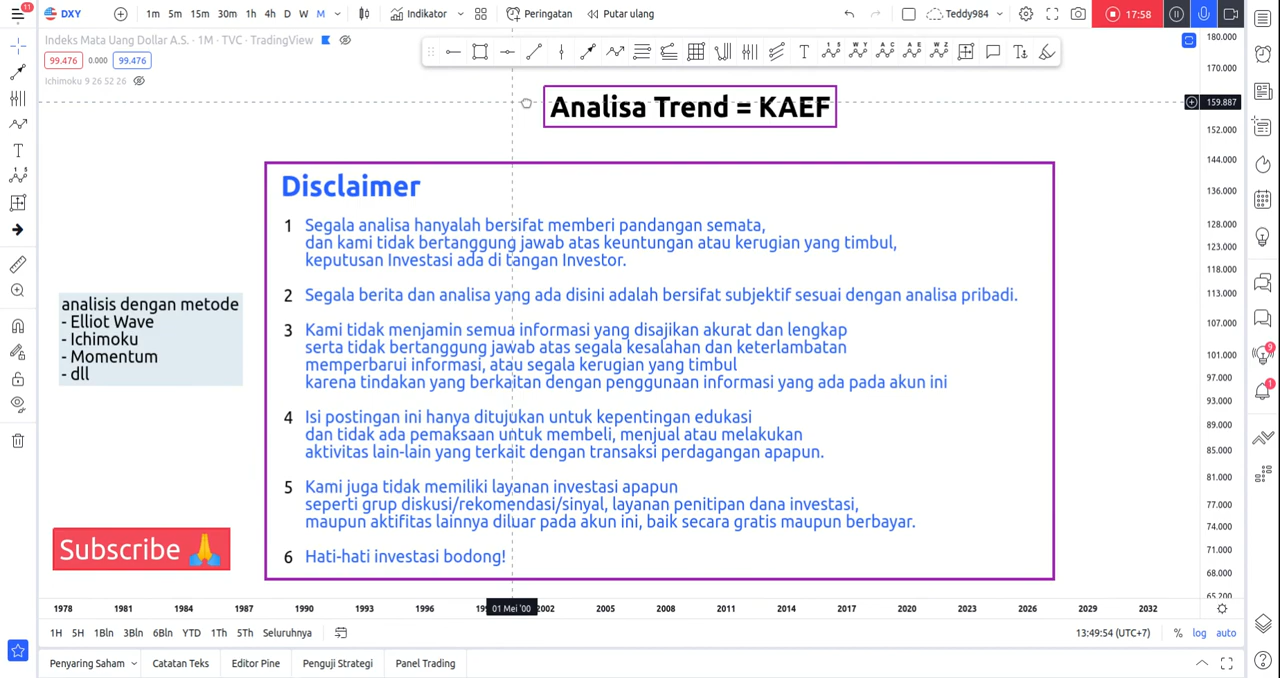 11
DXY
1m 5m 15m 30m 1h 4h D W M
Indikator
Peringatan
Putar ulang
Teddy984
17:58
Indeks Mata Uang Dollar A.S. · 1M · TVC · TradingView
99.476 0.000 99.476
Ichimoku 9 26 52 26
Analisa Trend = KAEF
Disclaimer
1 Segala analisa hanyalah bersifat memberi pandangan semata,
dan kami tidak bertanggung jawab atas keuntungan atau kerugian yang timbul,
keputusan Investasi ada di tangan Investor.
2 Segala berita dan analisa yang ada disini adalah bersifat subjektif sesuai dengan analisa pribadi.
3 Kami tidak menjamin semua informasi yang disajikan akurat dan lengkap
serta tidak bertanggung jawab atas segala kesalahan dan keterlambatan
memperbarui informasi, atau segala kerugian yang timbul
karena tindakan yang berkaitan dengan penggunaan informasi yang ada pada akun ini
4 Isi postingan ini hanya ditujukan untuk kepentingan edukasi
dan tidak ada pemaksaan untuk membeli, menjual atau melakukan
aktivitas lain-lain yang terkait dengan transaksi perdagangan apapun.
5 Kami juga tidak memiliki layanan investasi apapun
seperti grup diskusi/rekomendasi/sinyal, layanan penitipan dana investasi,
maupun aktifitas lainnya diluar pada akun ini, baik secara gratis maupun berbayar.
6 Hati-hati investasi bodong!
analisis dengan metode
- Elliot Wave
- Ichimoku
- Momentum
- dll
Subscribe 🙏
180.000
170.000
159.887
152.000
144.000
136.000
128.000
123.000
118.000
113.000
107.000
101.000
97.000
93.000
89.000
85.000
81.000
77.000
74.000
71.000
68.000
65.200
9
1
1978 1981 1984 1987 1990 1993 1996 01 Mei '00 2002 2005 2008 2011 2014 2017 2020 2023 2026 2029 2032
1H 5H 1Bln 3Bln 6Bln YTD 1Th 5Th Seluruhnya
13:49:54 (UTC+7) % log auto
Penyaring Saham Catatan Teks Editor Pine Penguji Strategi Panel Trading